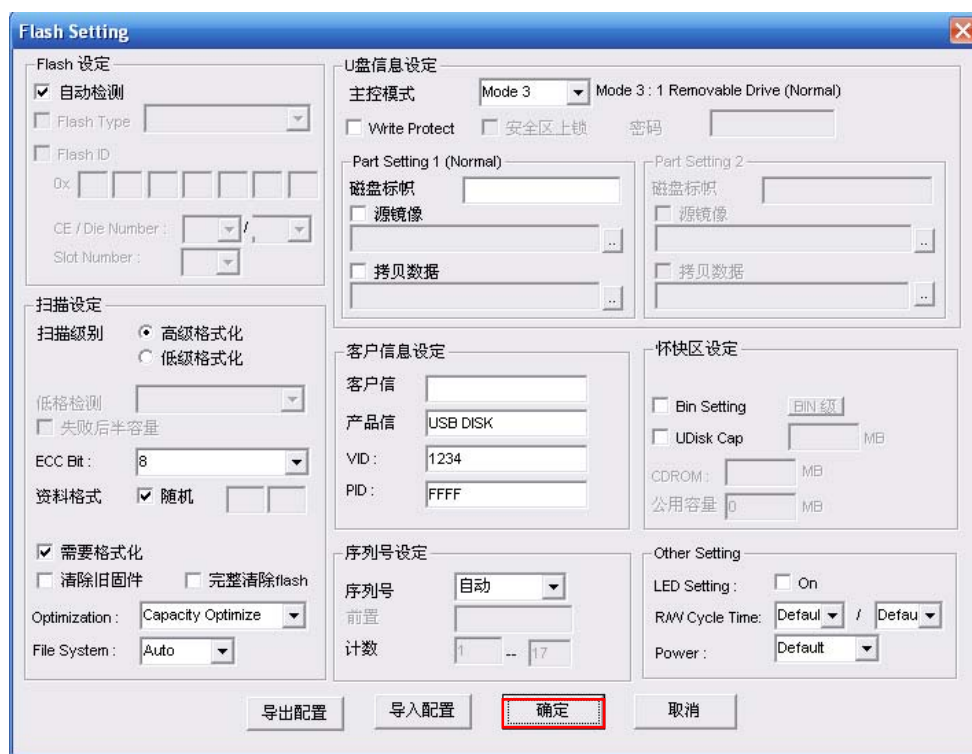 Flash Setting
Flash 设定
自动检测
Flash Type
Flash ID
0x
CE / Die Number :
/
Slot Number :
扫描设定
扫描级别
高级格式化
低级格式化
低格检测
失败后半容量
ECC Bit :
8
资料格式
随机
需要格式化
清除旧固件
完整清除flash
Optimization :
Capacity Optimize
File System :
Auto
U盘信息设定
主控模式
Mode 3
Mode 3 : 1 Removable Drive (Normal)
Write Protect
安全区上锁
密码
Part Setting 1 (Normal)
磁盘标帜
源镜像
..
拷贝数据
..
Part Setting 2
磁盘标帜
源镜像
..
拷贝数据
..
客户信息设定
客户信
产品信
USB DISK
VID :
1234
PID :
FFFF
怀快区设定
Bin Setting
BIN 级
UDisk Cap
MB
CDROM :
MB
公用容量
0
MB
序列号设定
序列号
自动
前置
计数
1
--
17
Other Setting
LED Setting :
On
R/W Cycle Time:
Defaul
/
Defau
Power :
Default
导出配置
导入配置
确定
取消